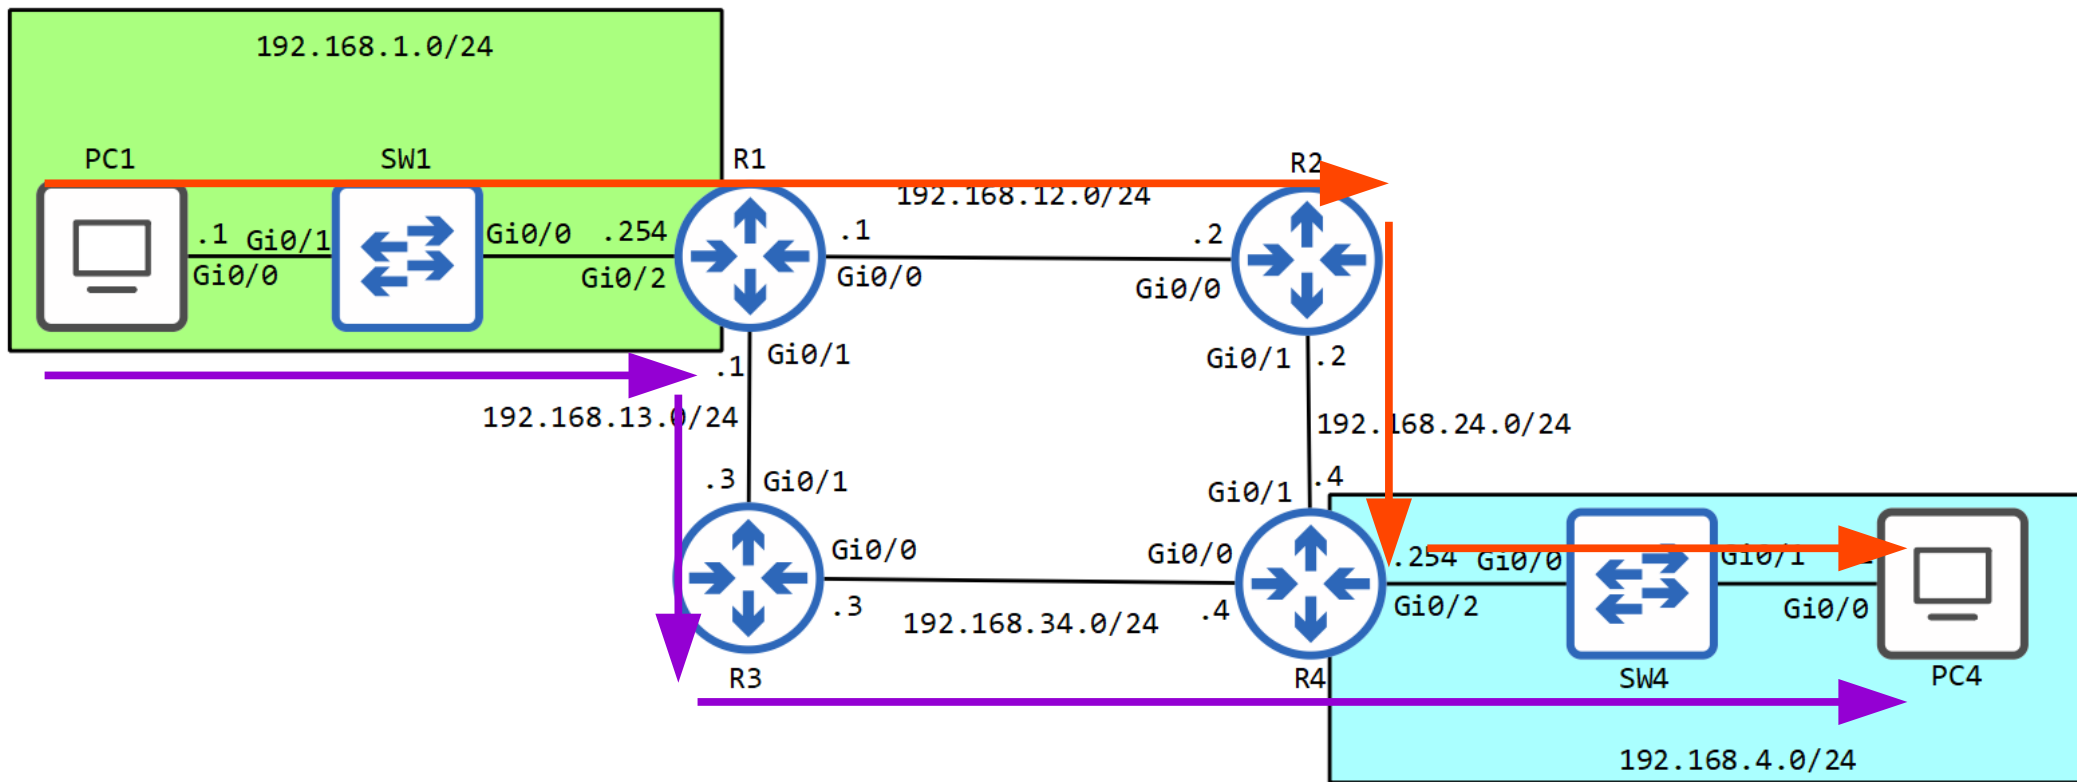 192.168.1.0/24
PC1
SW1
R1
R2
192.168.12.0/24
.1
Gi0/1
Gi0/0
Gi0/0
.254
Gi0/2
.1
Gi0/0
.2
Gi0/0
.1
Gi0/1
Gi0/1
.2
192.168.13.0/24
192.168.24.0/24
.3
Gi0/1
Gi0/1
.4
Gi0/0
.3
Gi0/0
.4
192.168.34.0/24
.254
Gi0/0
Gi0/2
Gi0/1
Gi0/0
R3
R4
SW4
PC4
192.168.4.0/24